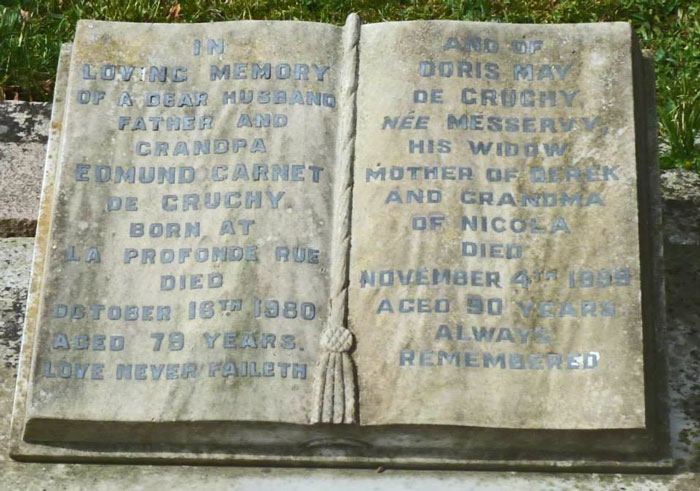 IN
LOVING MEMORY
OF A DEAR HUSBAND
FATHER AND
GRANDPA
EDMUND CARNET
DE GRUCHY.
BORN AT
LA PROFONDE RUE
DIED
OCTOBER 16TH 1980.
AGED 79 YEARS.
LOVE NEVER FAILETH
AND OF
DORIS MAY
DE GRUCHY,
NÉE MESSERVY,
HIS WIDOW
MOTHER OF DEREK
AND GRANDMA
OF NICOLA
DIED
NOVEMBER 4TH
AGED 90 YEARS
ALWAYS
REMEMBERED